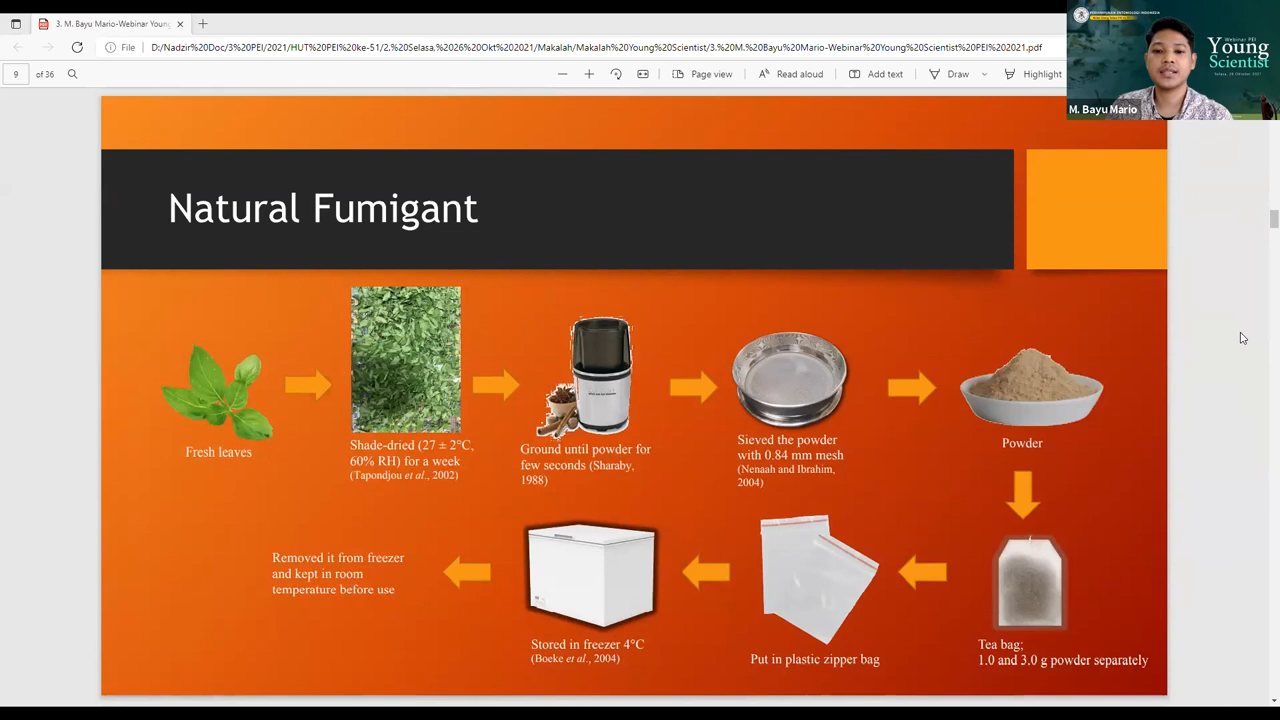 3. M. Bayu Mario-Webinar Young
File
D:/Nadzir%20Doc/3%20PEI/2021/HUT%20PEI%20ke-51/2.%20Selasa,%2026%20Okt%202021/Makalah/Makalah%20Young%20Scientist/3.%20M.%20Bayu%20Mario-Webinar%20Young%20Scientist%20PEI%202021.pdf
9 of 36
Page view
Read aloud
Add text
Draw
Highlight
PERHIMPUNAN ENTOMOLOGI INDONESIA
Webinar PEI
Young
Scientist
M. Bayu Mario
Natural Fumigant
Fresh leaves
Shade-dried (27 ± 2°C,
60% RH) for a week
(Tapondjou et al., 2002)
Ground until powder for
few seconds (Sharaby,
1988)
Sieved the powder
with 0.84 mm mesh
(Nenaah and Ibrahim,
2004)
Powder
Tea bag;
1.0 and 3.0 g powder separately
Put in plastic zipper bag
Stored in freezer 4°C
(Boeke et al., 2004)
Removed it from freezer
and kept in room
temperature before use